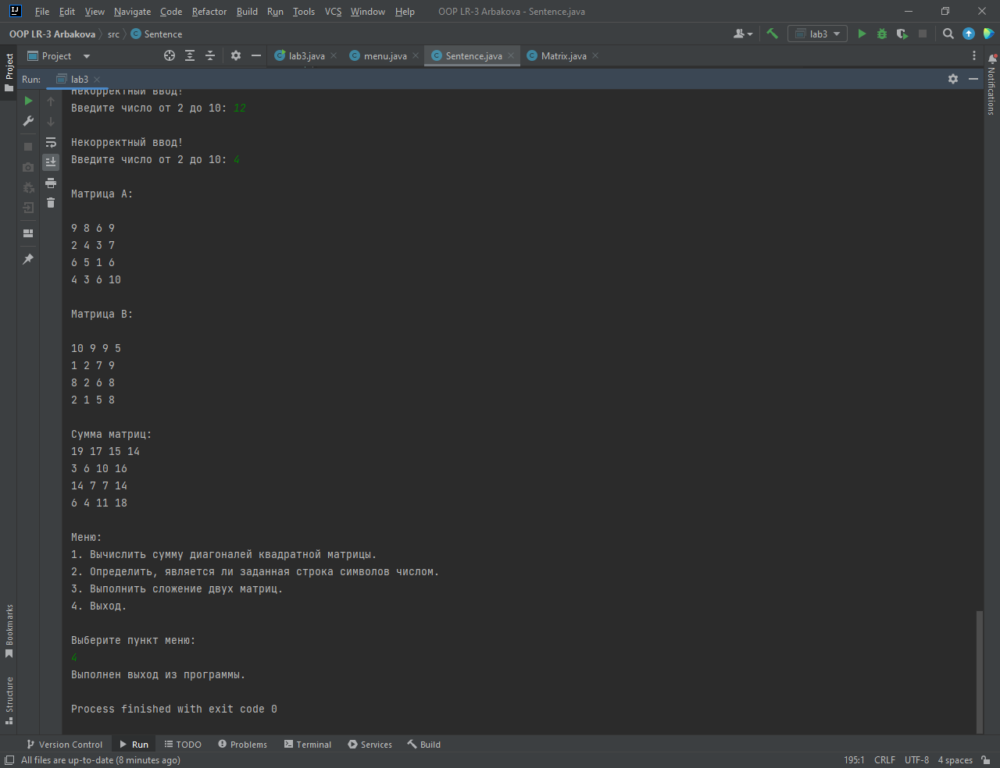 File Edit View Navigate Code Refactor Build Run Tools VCS Window Help OOP LR-3 Arbakova - Sentence.java
OOP LR-3 Arbakova src Sentence lab3
Project lab3.java menu.java Sentence.java Matrix.java
Run: lab3
Project
Notifications
Некорректный ввод!
Введите число от 2 до 10: 12
Некорректный ввод!
Введите число от 2 до 10: 4
Матрица A:
9 8 6 9
2 4 3 7
6 5 1 6
4 3 6 10
Матрица B:
10 9 9 5
1 2 7 9
8 2 6 8
2 1 5 8
Сумма матриц:
19 17 15 14
3 6 10 16
14 7 7 14
6 4 11 18
Меню:
1. Вычислить сумму диагоналей квадратной матрицы.
2. Определить, является ли заданная строка символов числом.
3. Выполнить сложение двух матриц.
4. Выход.
Выберите пункт меню:
4
Выполнен выход из программы.
Process finished with exit code 0
Bookmarks
Structure
Version Control Run TODO Problems Terminal Services Build
All files are up-to-date (8 minutes ago) 195:1 CRLF UTF-8 4 spaces